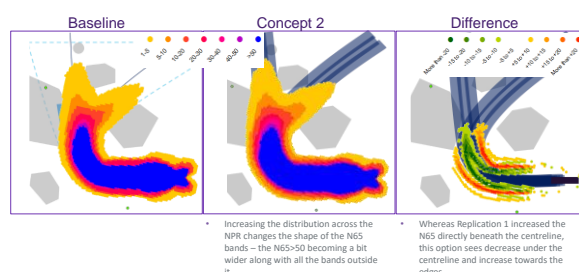 Baseline
Concept 2
Difference
1-5
5-10
10-20
20-30
30-40
40-50
>50
More than -20
-15 to -20
-10 to -15
-5 to -10
-5 to +5
+5 to +10
+10 to +15
+15 to +20
More than +20
• Increasing the distribution across the
NPR changes the shape of the N65
bands – the N65>50 becoming a bit
wider along with all the bands outside
it
• Whereas Replication 1 increased the
N65 directly beneath the centreline,
this option sees decrease under the
centreline and increase towards the
edges